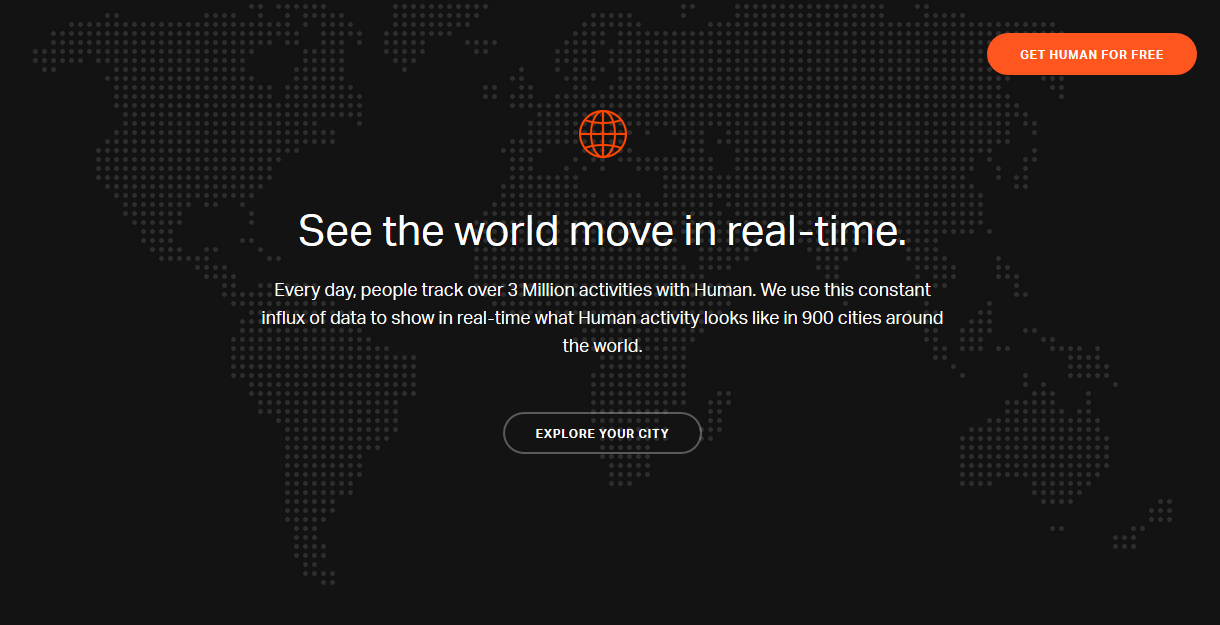 GET HUMAN FOR FREE
See the world move in real-time.
Every day, people track over 3 Million activities with Human. We use this constant
influx of data to show in real-time what Human activity looks like in 900 cities around
the world.
EXPLORE YOUR CITY